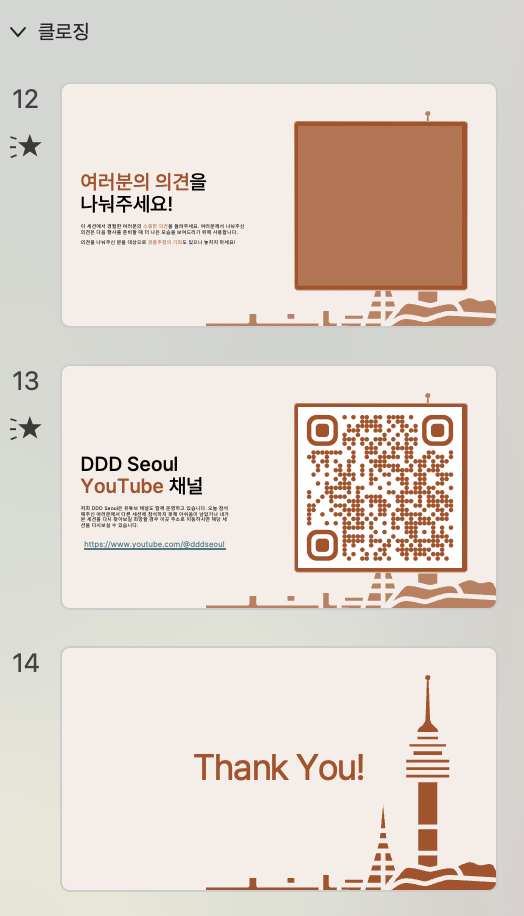 클로징
12
여러분의 의견을
나눠주세요!
이 세션에서 경험한 여러분의 소중한 의견을 들려주세요. 여러분께서 나눠주신
의견은 다음 행사를 준비할 때 더 나은 모습을 보여드리기 위해 사용합니다.
의견을 나눠주신 분을 대상으로 경품추첨의 기회도 있으니 놓치지 마세요!
13
DDD Seoul
YouTube 채널
저희 DDD Seoul은 유튜브 채널도 함께 운영하고 있습니다. 오늘 참석
해주신 여러분께서 다른 세션에 참석하지 못해 아쉬움이 남았거나 내가
본 세션을 다시 찾아보길 희망할 경우 이곳 주소로 이동하시면 해당 세
션을 다시보실 수 있습니다.
https://www.youtube.com/@dddseoul
14
Thank You!